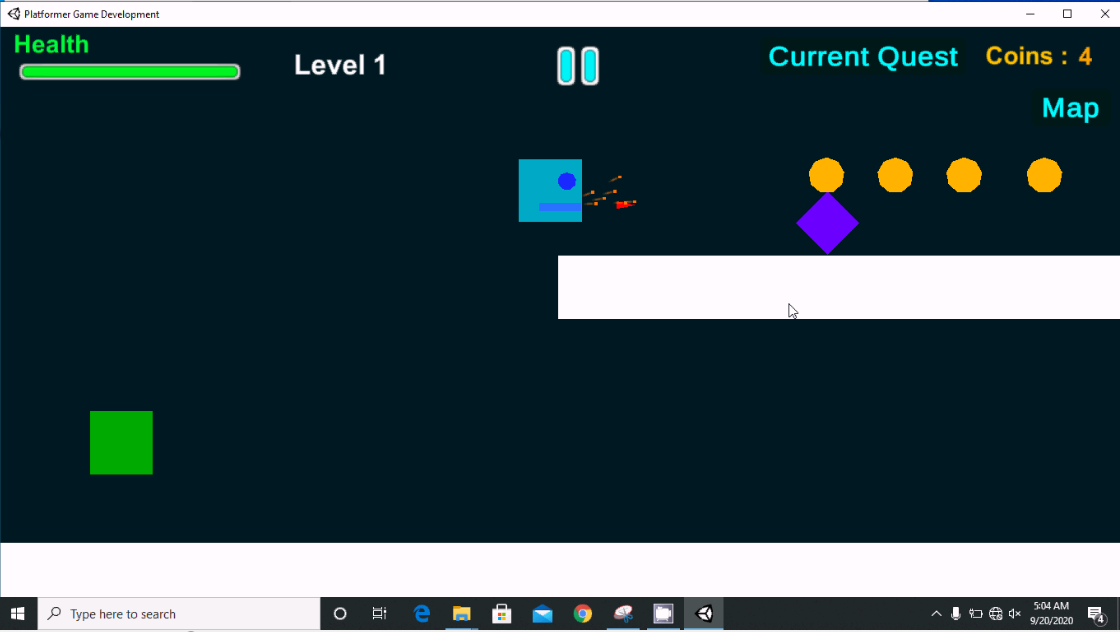 Platformer Game Development
Health
Level 1
Current Quest
Coins : 4
Map
Type here to search
5:04 AM
9/20/2020
4